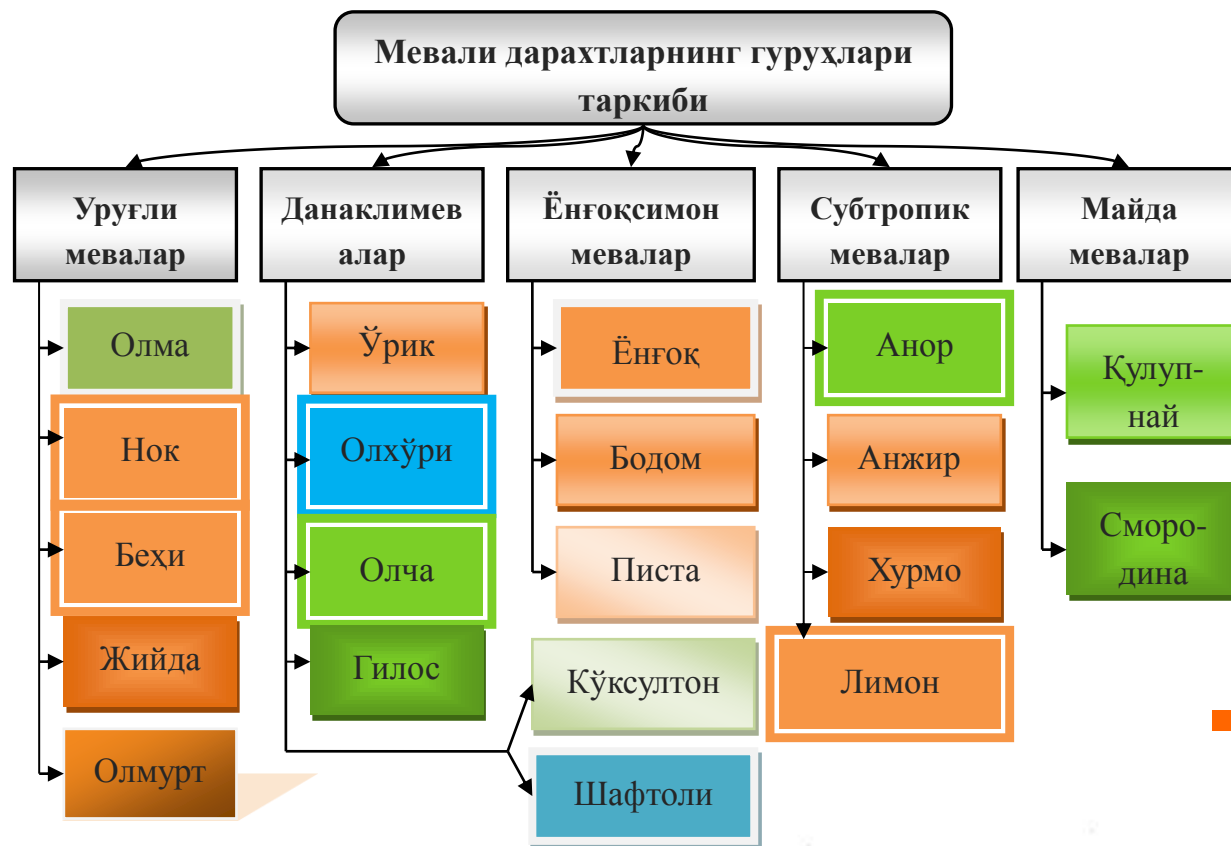 Мевали дарахтларнинг гуруҳлари
таркиби
Уруғли
мевалар
Данаклимев
алар
Ёнғоқсимон
мевалар
Субтропик
мевалар
Майда
мевалар
Олма
Нок
Беҳи
Жийда
Олмурт
Ўрик
Олхўри
Олча
Гилос
Ёнғоқ
Бодом
Писта
Кўксултон
Шафтоли
Анор
Анжир
Хурмо
Лимон
Қулуп-
най
Сморо-
дина